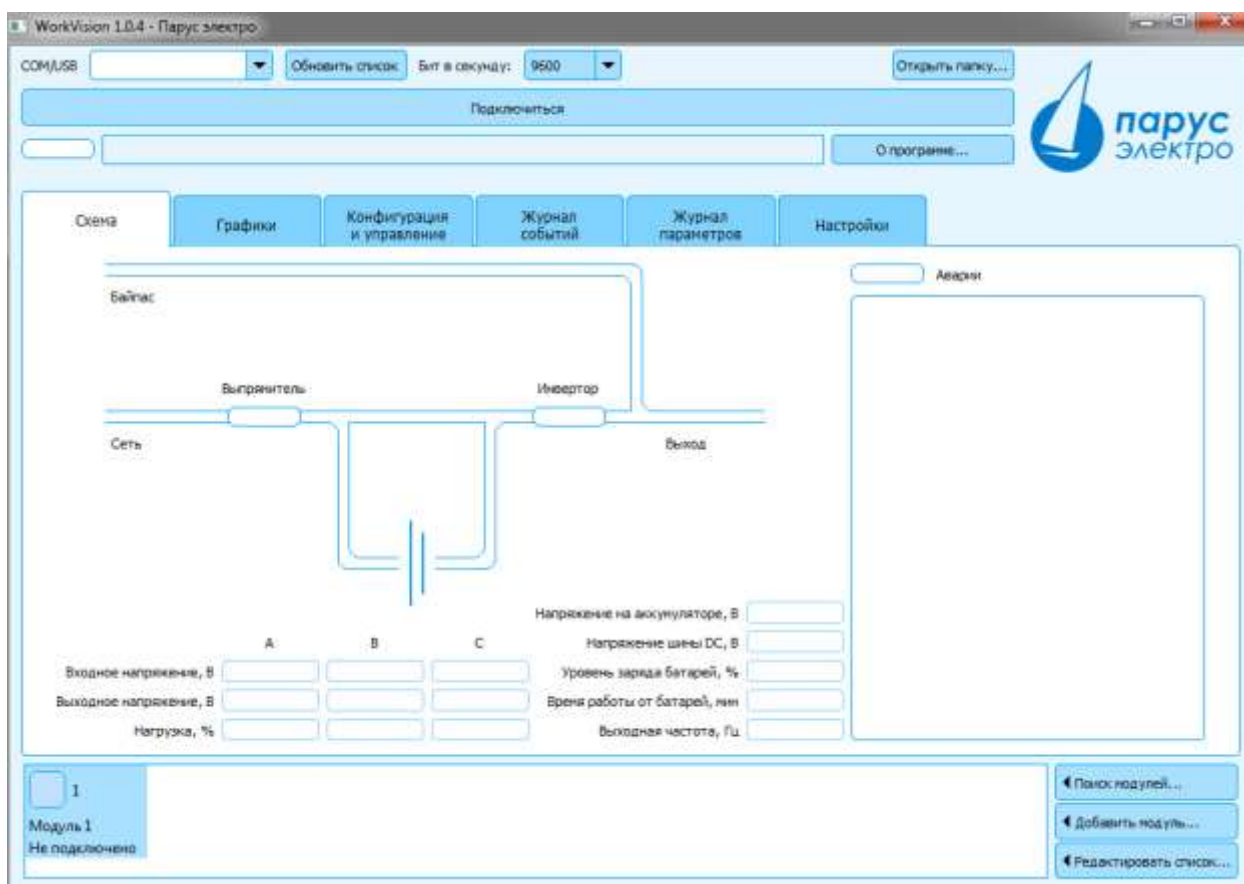 WorkVision 1.0.4 - Парус электро
COM/USB
Обновить список
Бит в секунду:
9600
Открыть папку...
Подключиться
О программе...
парус
электро
Схема
Графики
Конфигурация
и управление
Журнал
событий
Журнал
параметров
Настройки
Байпас
Аварии
Выпрямитель
Инвертор
Сеть
Выход
Напряжение на аккумуляторе, В
A B C
Напряжение шины DC, В
Входное напряжение, В
Уровень заряда батарей, %
Выходное напряжение, В
Время работы от батарей, мин
Нагрузка, %
Выходная частота, Гц
1
Модуль 1
Не подключено
Поиск модулей...
Добавить модуль...
Редактировать список...